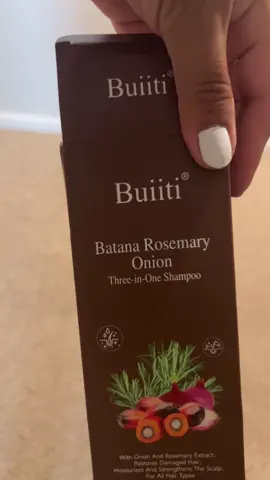 Buiiti®
Buiiti®
Batana Rosemary
Onion
Three-in-One Shampoo
With Onion And Rosemary Extract,
Restores Damaged Hair,
Moisturizes And Strengthens The Scalp,
For All Hair Types